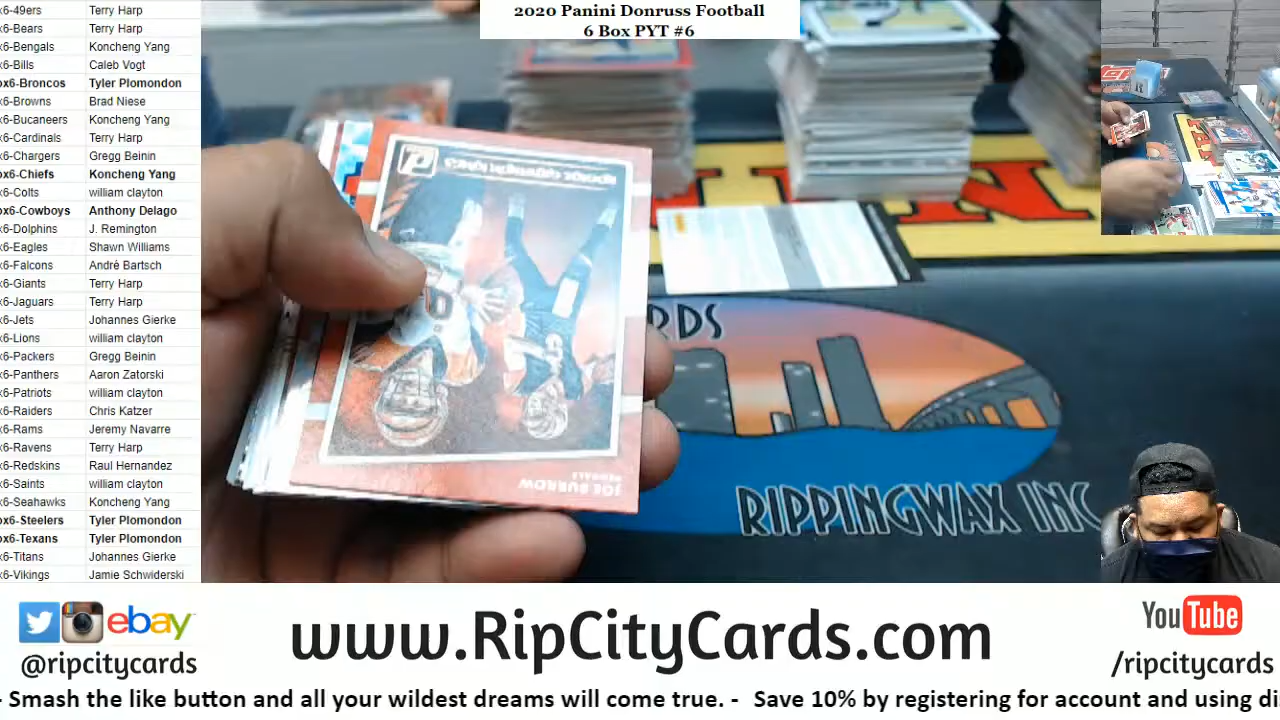 x6-49ers Terry Harp
x6-Bears Terry Harp
x6-Bengals Koncheng Yang
x6-Bills Caleb Vogt
ox6-Broncos Tyler Plomondon
x6-Browns Brad Niese
x6-Bucaneers Koncheng Yang
x6-Cardinals Terry Harp
x6-Chargers Gregg Beinin
ox6-Chiefs Koncheng Yang
x6-Colts william clayton
ox6-Cowboys Anthony Delago
x6-Dolphins J. Remington
x6-Eagles Shawn Williams
x6-Falcons André Bartsch
x6-Giants Terry Harp
x6-Jaguars Terry Harp
x6-Jets Johannes Gierke
x6-Lions william clayton
x6-Packers Gregg Beinin
x6-Panthers Aaron Zatorski
x6-Patriots william clayton
x6-Raiders Chris Katzer
x6-Rams Jeremy Navarre
x6-Ravens Terry Harp
x6-Redskins Raul Hernandez
x6-Saints william clayton
x6-Seahawks Koncheng Yang
ox6-Steelers Tyler Plomondon
ox6-Texans Tyler Plomondon
x6-Titans Johannes Gierke
x6-Vikings Jamie Schwiderski
2020 Panini Donruss Football
6 Box PYT #6
JOE BURROW
BENGALS
RDS
RIPPINGWAX INC
ebay
@ripcitycards
www.RipCityCards.com
YouTube
/ripcitycards
- Smash the like button and all your wildest dreams will come true. - Save 10% by registering for account and using di